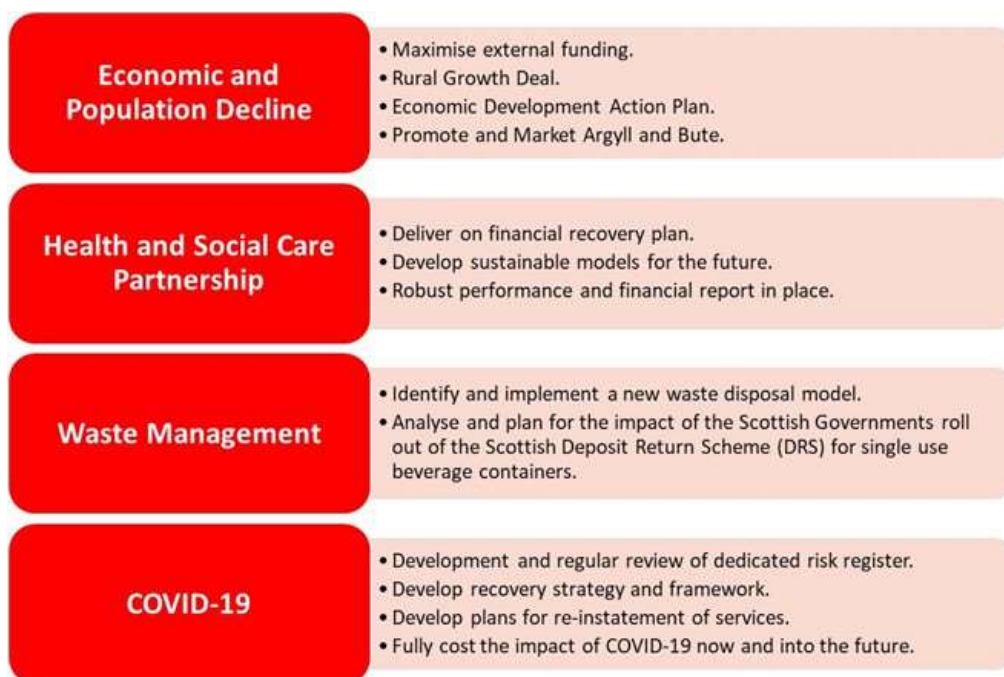 Economic and
Population Decline
• Maximise external funding.
• Rural Growth Deal.
• Economic Development Action Plan.
• Promote and Market Argyll and Bute.
Health and Social Care
Partnership
• Deliver on financial recovery plan.
• Develop sustainable models for the future.
• Robust performance and financial report in place.
Waste Management
• Identify and implement a new waste disposal model.
• Analyse and plan for the impact of the Scottish Governments roll
out of the Scottish Deposit Return Scheme (DRS) for single use
beverage containers.
COVID-19
• Development and regular review of dedicated risk register.
• Develop recovery strategy and framework.
• Develop plans for re-instatement of services.
• Fully cost the impact of COVID-19 now and into the future.